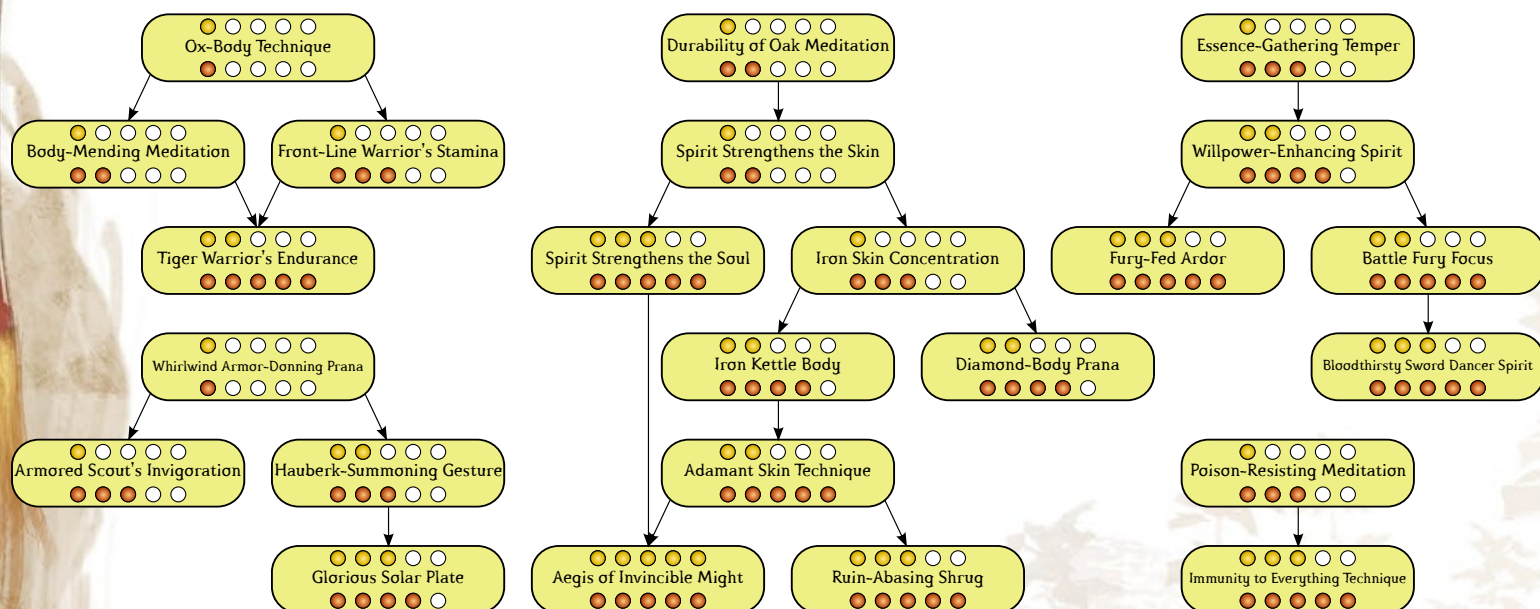 Ox-Body Technique
Durability of Oak Meditation
Essence-Gathering Temper
Body-Mending Meditation
Front-Line Warrior's Stamina
Spirit Strengthens the Skin
Willpower-Enhancing Spirit
Tiger Warrior's Endurance
Spirit Strengthens the Soul
Iron Skin Concentration
Fury-Fed Ardor
Battle Fury Focus
Whirlwind Armor-Donning Prana
Iron Kettle Body
Diamond-Body Prana
Bloodthirsty Sword Dancer Spirit
Armored Scout's Invigoration
Hauberk-Summoning Gesture
Adamant Skin Technique
Poison-Resisting Meditation
Glorious Solar Plate
Aegis of Invincible Might
Ruin-Abasing Shrug
Immunity to Everything Technique